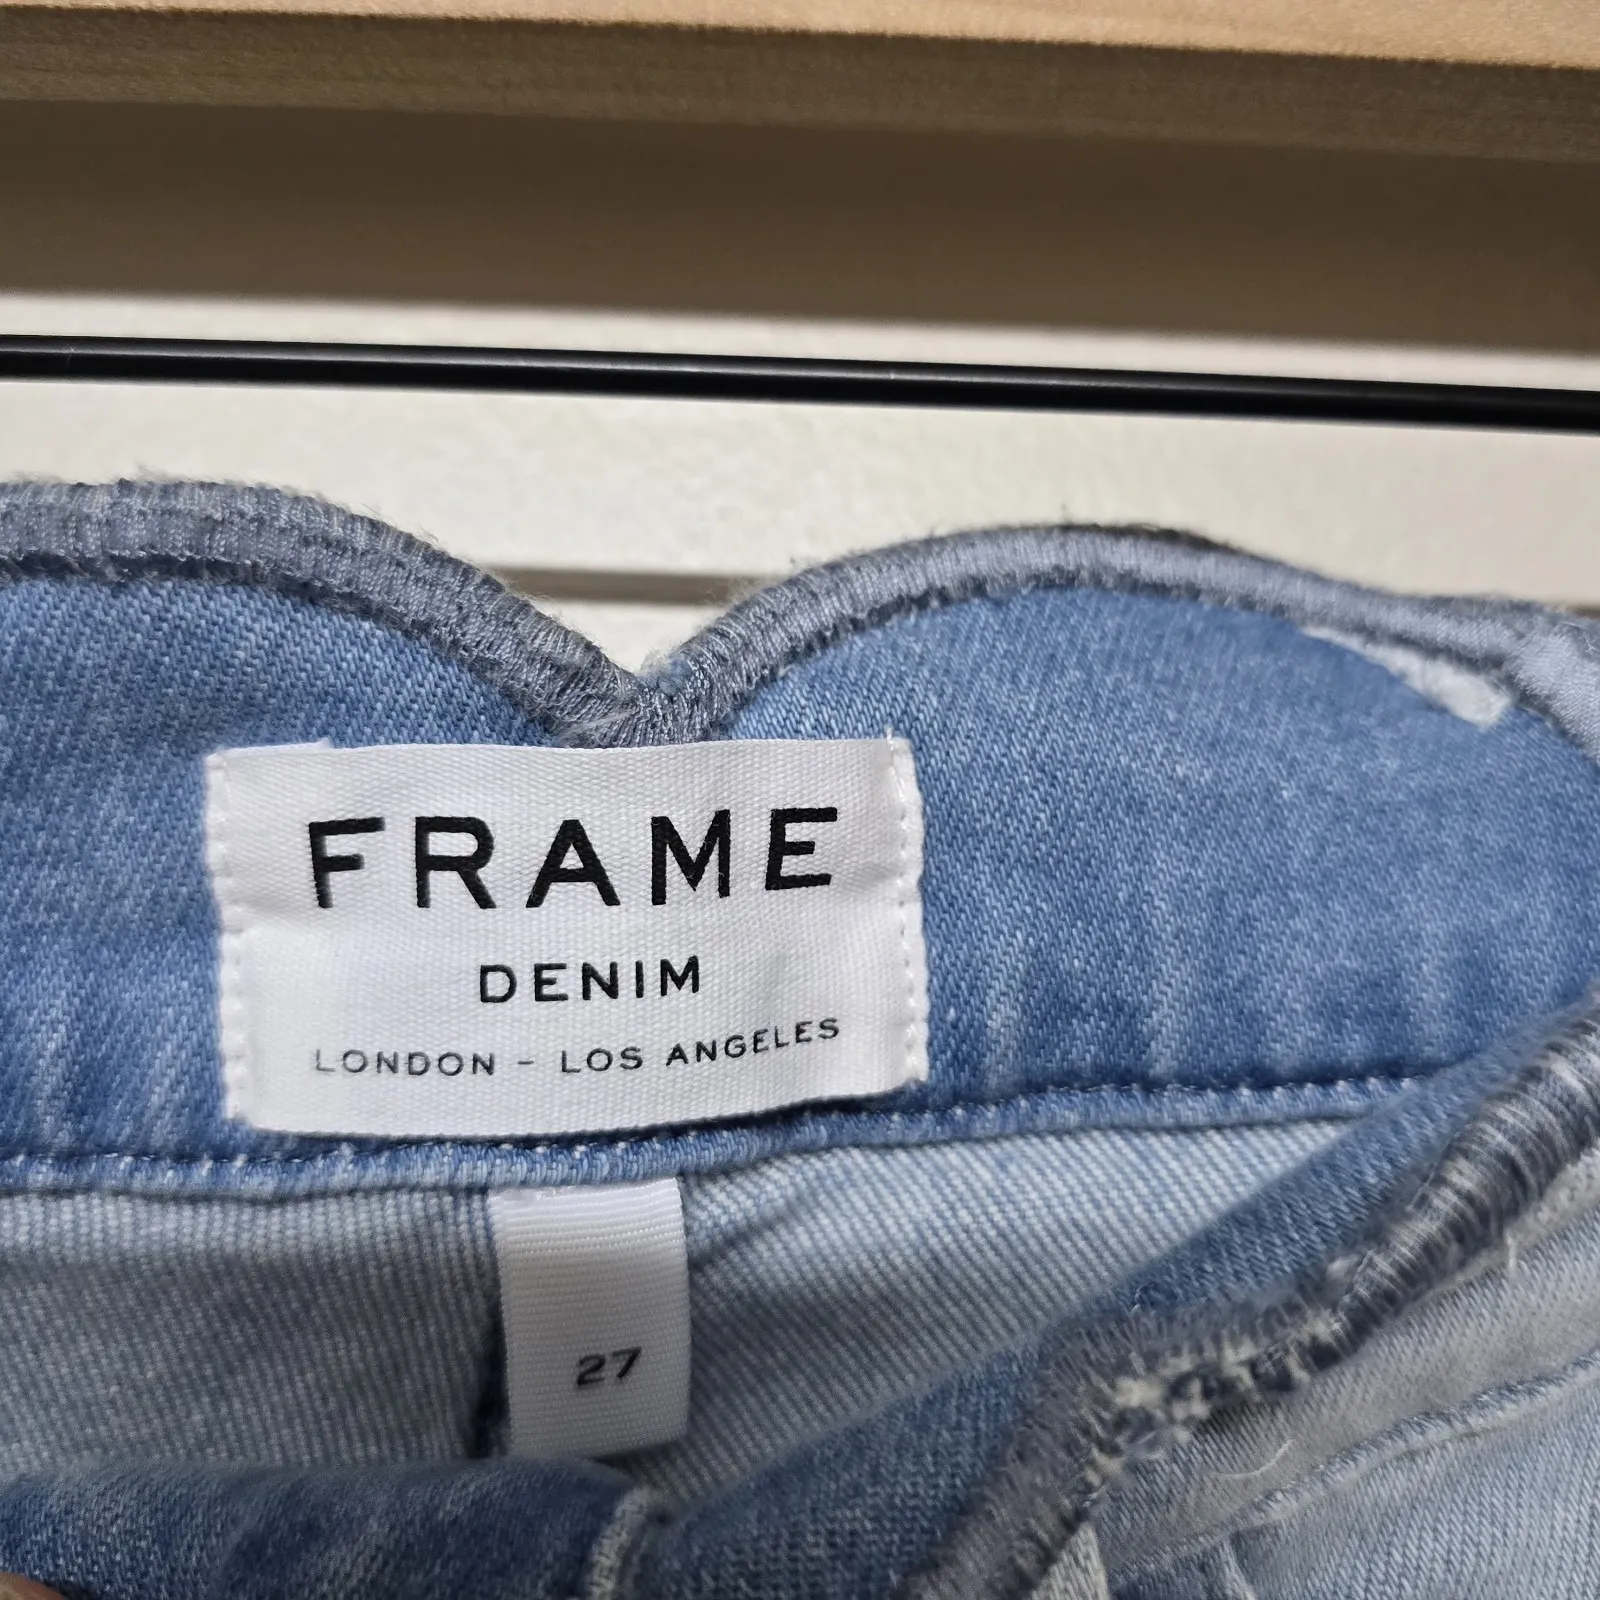 FRAME
DENIM
LONDON - LOS ANGELES
27